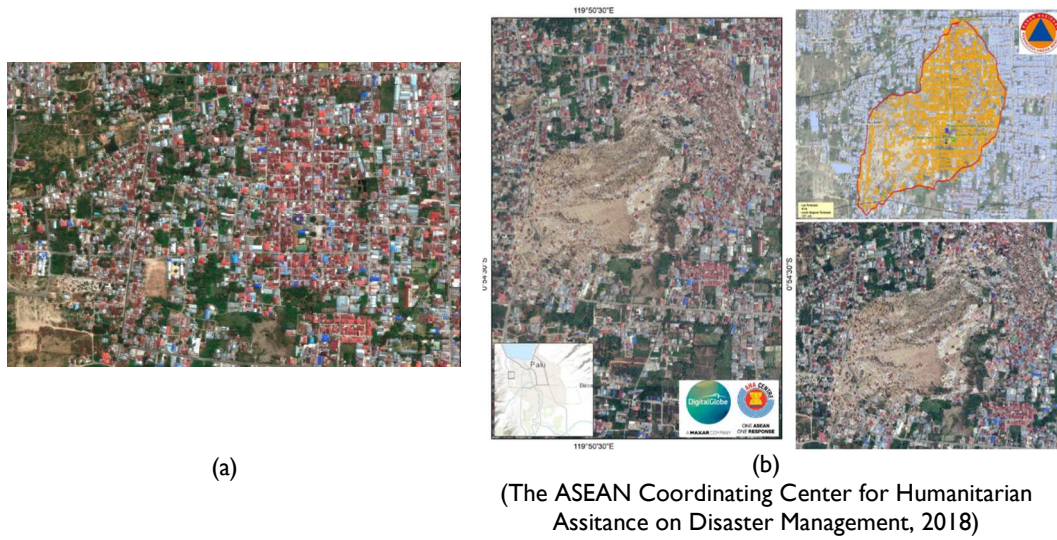 119°50'30"E
0°54'30"S
0°54'30"S
Palu
DigitalGlobe
A MAXAR COMPANY
AHA CENTRE
ONE ASEAN
ONE RESPONSE
119°50'30"E
(a)
(b)
(The ASEAN Coordinating Center for Humanitarian
Assitance on Disaster Management, 2018)